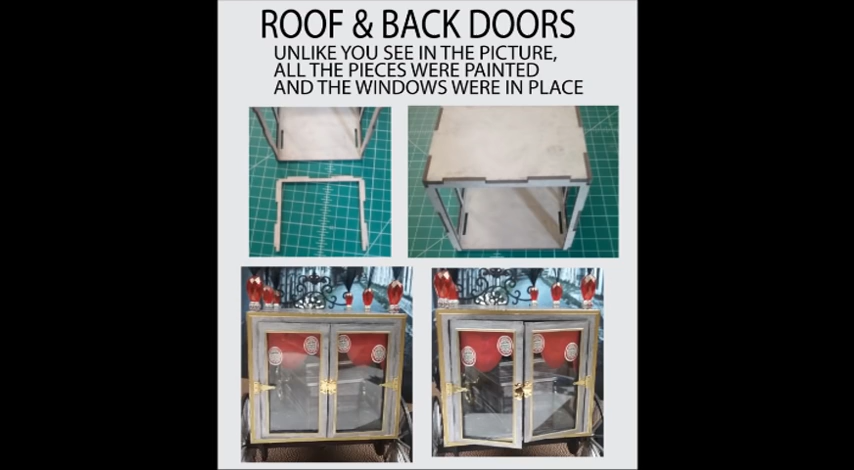 ROOF & BACK DOORS
UNLIKE YOU SEE IN THE PICTURE,
ALL THE PIECES WERE PAINTED
AND THE WINDOWS WERE IN PLACE